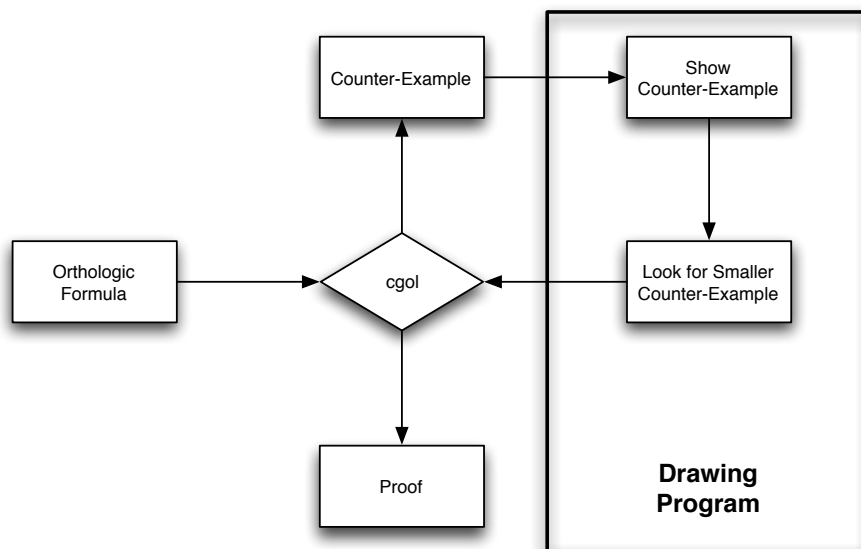 Counter-Example
Show
Counter-Example
Orthologic
Formula
cgol
Look for Smaller
Counter-Example
Proof
Drawing
Program